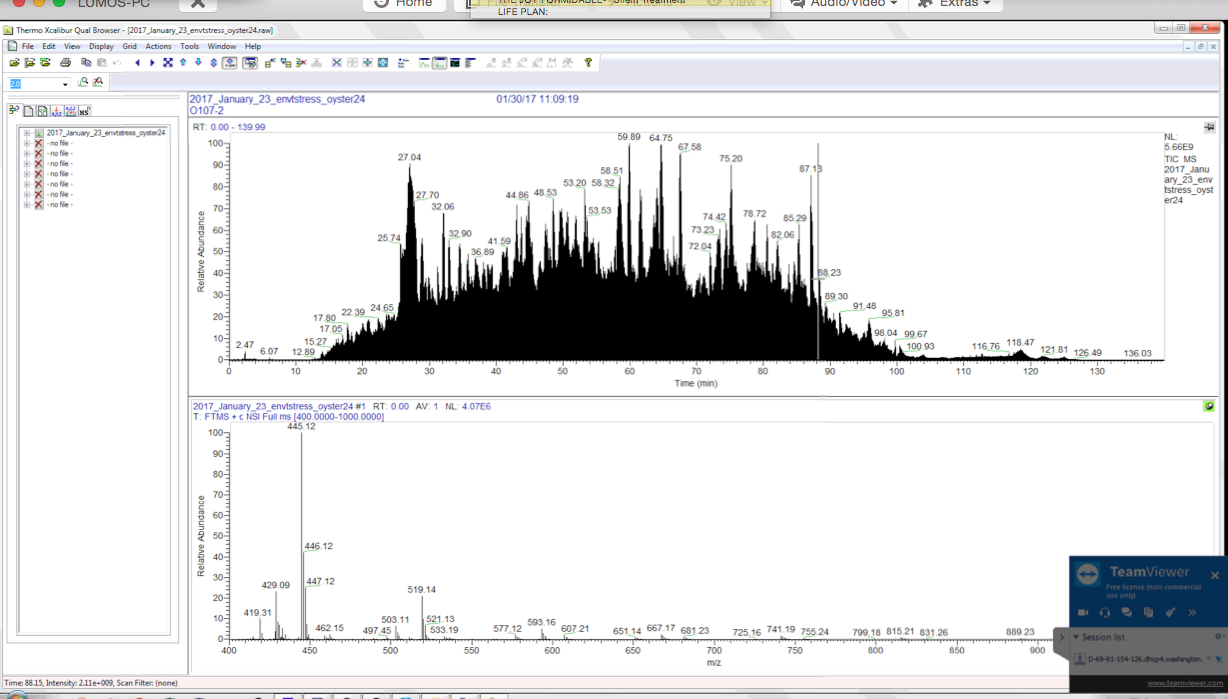 LUMOS-PC
Home
View
Audio/Video
Extras
THE JOY FORMIDABLE - Silent Treatment
LIFE PLAN:
Thermo Xcalibur Qual Browser - [2017_January_23_envtstress_oyster24.raw]
File Edit View Display Grid Actions Tools Window Help
2.0
2017_January_23_envtstress_oyster24
- no file -
- no file -
- no file -
- no file -
- no file -
- no file -
- no file -
2017_January_23_envtstress_oyster24 01/30/17 11:09:19
O107-2
RT: 0.00 - 139.99
NL:
5.66E9
TIC MS
2017_Janu
ary_23_env
tstress_oyst
er24
Relative Abundance
100
90
80
70
60
50
40
30
20
10
0
2.47
6.07
12.89
15.27
17.05
17.80
22.39
24.65
25.74
27.04
27.70
32.06
32.90
36.89
41.59
44.86
48.53
53.20
53.53
58.32
58.51
59.89
64.75
67.58
72.04
73.23
74.42
75.20
78.72
82.06
85.29
87.13
88.23
89.30
91.48
95.81
98.04
99.67
100.93
116.76
118.47
121.81
126.49
136.03
0 10 20 30 40 50 60 70 80 90 100 110 120 130
Time (min)
2017_January_23_envtstress_oyster24 #1 RT: 0.00 AV: 1 NL: 4.07E6
T: FTMS + c NSI Full ms [400.0000-1000.0000]
Relative Abundance
100
90
80
70
60
50
40
30
20
10
0
419.31
429.09
445.12
446.12
447.12
462.15
497.45
503.11
519.14
521.13
533.19
577.12
593.16
607.21
651.14
667.17
681.23
725.16
741.19
755.24
799.18
815.21
831.26
889.23
400 450 500 550 600 650 700 750 800 850 900
m/z
TeamViewer
Free license (non-commercial
use only)
Session list
D-69-91-154-126.dhcp4.washington.
www.teamviewer.com
Time: 88.15, Intensity: 2.11e+009, Scan Filter: (none)